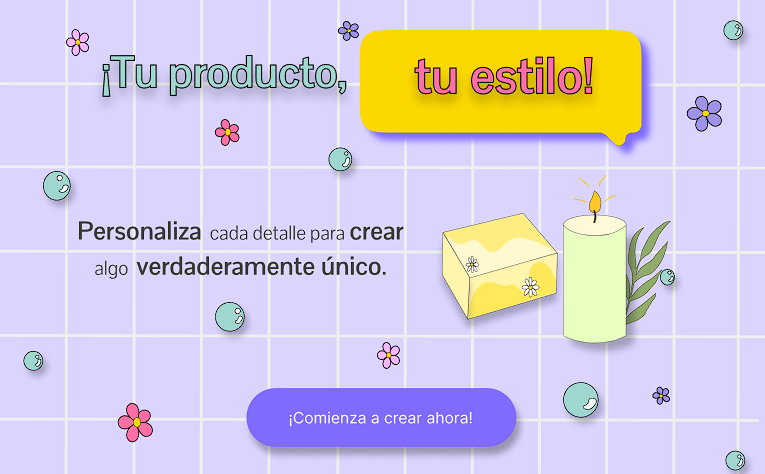 ¡Tu producto, tu estilo!
Personaliza cada detalle para crear
algo verdaderamente único.
¡Comienza a crear ahora!